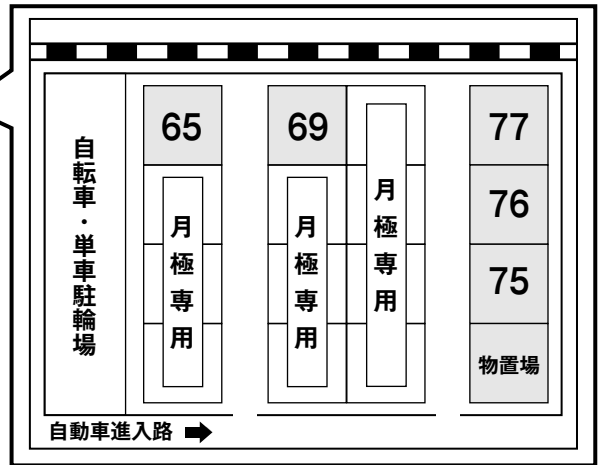 自転車・単車駐輪場
65
月極専用
69
月極専用
月極専用
77
76
75
物置場
自動車進入路 ➡